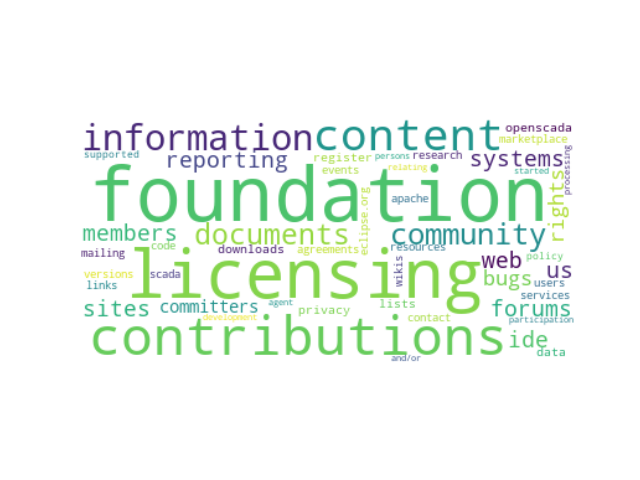 information content openscada
marketplace
supported reporting register persons research systems started
events relating processing
foundation
apache rights
eclipse.org
members documents community
mailing code downloads agreements resources web policy
licensing
versions scada wikis bugs us
links users
sites committers agent lists forums services
development privacy contact participation
contributions ide
data
and/or